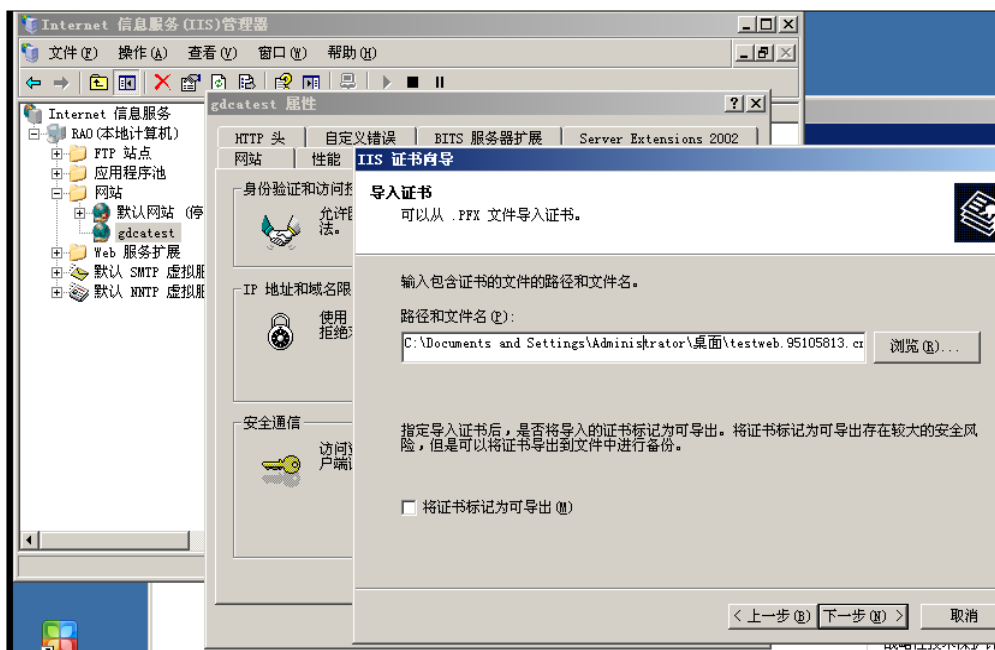 Internet 信息服务(IIS)管理器
文件(F) 操作(A) 查看(V) 窗口(W) 帮助(H)
Internet 信息服务
RAO(本地计算机)
FTP 站点
应用程序池
网站
默认网站 (停
gdcatest
Web 服务扩展
默认 SMTP 虚拟服
默认 NNTP 虚拟服
gdcatest 属性
HTTP 头 自定义错误 BITS 服务器扩展 Server Extensions 2002
网站 性能
身份验证和访问控
允许
法。
IP 地址和域名限
使用
拒绝
安全通信
访问
户端
IIS 证书向导
导入证书
可以从 .PFX 文件导入证书。
输入包含证书的文件的路径和文件名。
路径和文件名(P):
C:\Documents and Settings\Administrator\桌面\testweb.95105813.cr
浏览(R)...
指定导入证书后，是否将导入的证书标记为可导出。将证书标记为可导出存在较大的安全风
险，但是可以将证书导出到文件中进行备份。
将证书标记为可导出(M)
< 上一步(B) 下一步(N) > 取消